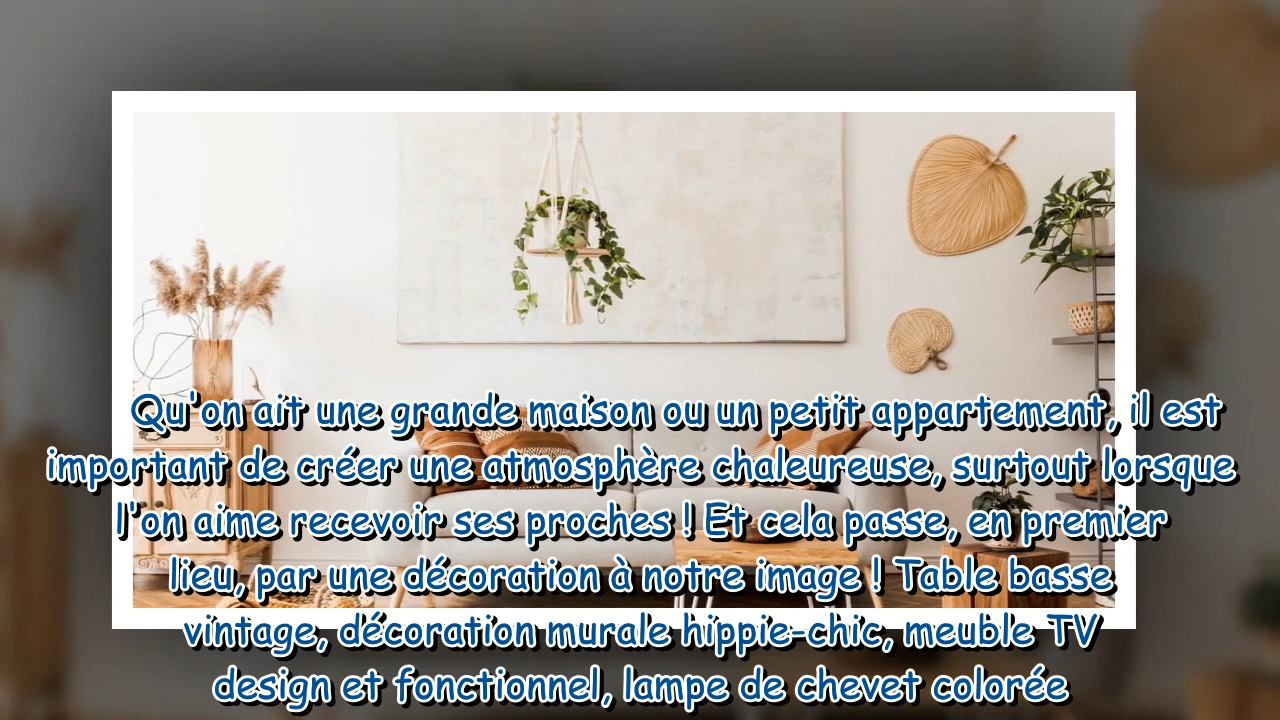 Qu'on ait une grande maison ou un petit appartement, il est
important de créer une atmosphère chaleureuse, surtout lorsque
l'on aime recevoir ses proches ! Et cela passe, en premier
lieu, par une décoration à notre image ! Table basse
vintage, décoration murale hippie-chic, meuble TV
design et fonctionnel, lampe de chevet colorée